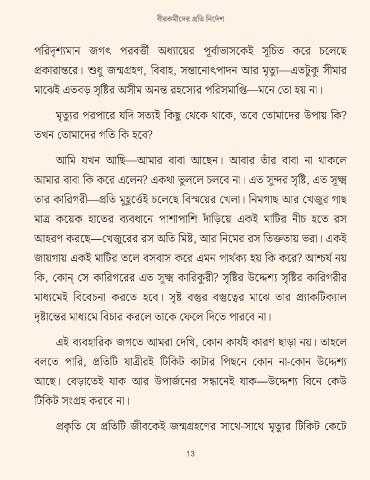 বীরকর্মীদের প্রতি নির্দেশ
পরিদৃশ্যমান জগৎ পরবর্ত্তী অধ্যায়ের পূর্বাভাসকেই সূচিত করে চলেছে
প্রকারান্তরে। শুধু জন্মগ্রহণ, বিবাহ, সন্তানোৎপাদন আর মৃত্যু—এতটুকু সীমার
মাঝেই এতবড় সৃষ্টির অসীম অনন্ত রহস্যের পরিসমাপ্তি—মনে তো হয় না।
মৃত্যুর পরপারে যদি সত্যই কিছু থেকে থাকে, তবে তোমাদের উপায় কি?
তখন তোমাদের গতি কি হবে?
আমি যখন আছি—আমার বাবা আছেন। আবার তাঁর বাবা না থাকলে
আমার বাবা কি করে এলেন? একথা ভুললে চলবে না। এত সুন্দর সৃষ্টি, এত সূক্ষ্ম
তার কারিগরী—প্রতি মুহূর্ত্তেই চলেছে বিস্ময়ের খেলা। নিমগাছ আর খেজুর গাছ
মাত্র কয়েক হাতের ব্যবধানে পাশাপাশি দাঁড়িয়ে একই মাটির নীচ হতে রস
আহরণ করছে—খেজুরের রস অতি মিষ্ট, আর নিমের রস তিক্ততায় ভরা। একই
জায়গায় একই মাটির তলে বসবাস করে এমন পার্থক্য হয় কি করে? আশ্চর্য নয়
কি, কোন্ সে কারিগরের এত সূক্ষ্ম কারিকুরী? সৃষ্টির উদ্দেশ্য সৃষ্টির কারিগরীর
মাধ্যমেই বিবেচনা করতে হবে। সৃষ্ট বস্তুর বস্তুত্বের মাঝে তার প্র্যাকটিক্যাল
দৃষ্টান্তের মাধ্যমে বিচার করলে তাকে ফেলে দিতে পারবে না।
এই ব্যবহারিক জগতে আমরা দেখি, কোন কার্যই কারণ ছাড়া নয়। তাহলে
বলতে পারি, প্রতিটি যাত্রীরই টিকিট কাটার পিছনে কোন না-কোন উদ্দেশ্য
আছে। বেড়াতেই যাক আর উপার্জনের সন্ধানেই যাক—উদ্দেশ্য বিনে কেউ
টিকিট সংগ্রহ করবে না।
প্রকৃতি যে প্রতিটি জীবকেই জন্মগ্রহণের সাথে-সাথে মৃত্যুর টিকিট কেটে
13